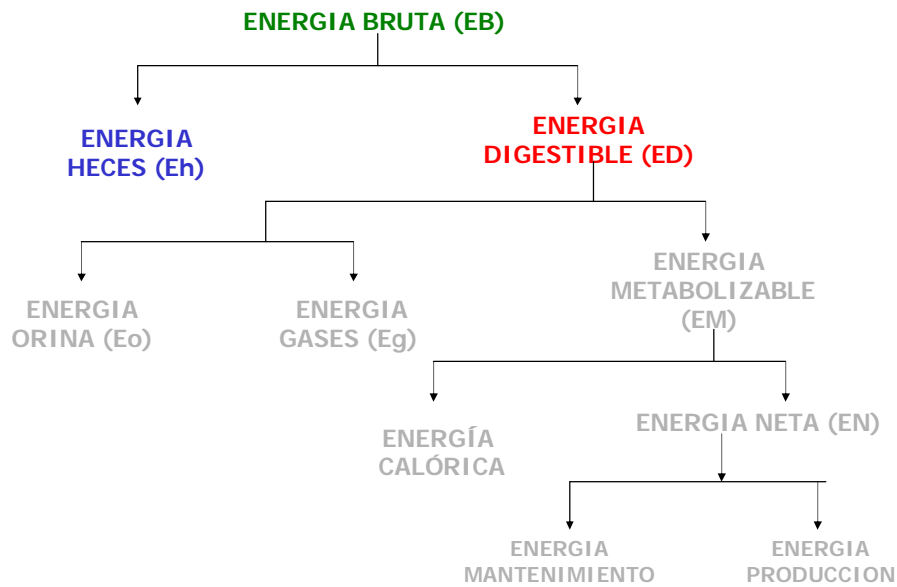 ENERGIA BRUTA (EB)
ENERGIA
HECES (Eh)
ENERGIA
DIGESTIBLE (ED)
ENERGIA
ORINA (Eo)
ENERGIA
GASES (Eg)
ENERGIA
METABOLIZABLE
(EM)
ENERGÍA
CALÓRICA
ENERGIA NETA (EN)
ENERGIA
MANTENIMIENTO
ENERGIA
PRODUCCION